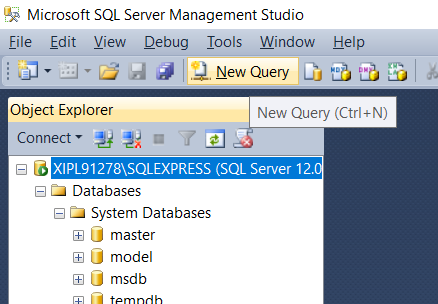 Microsoft SQL Server Management Studio
File Edit View Debug Tools Window Help
New Query
Object Explorer
New Query (Ctrl+N)
Connect
XIPL91278\SQLEXPRESS (SQL Server 12.0
Databases
System Databases
master
model
msdb
tempdb